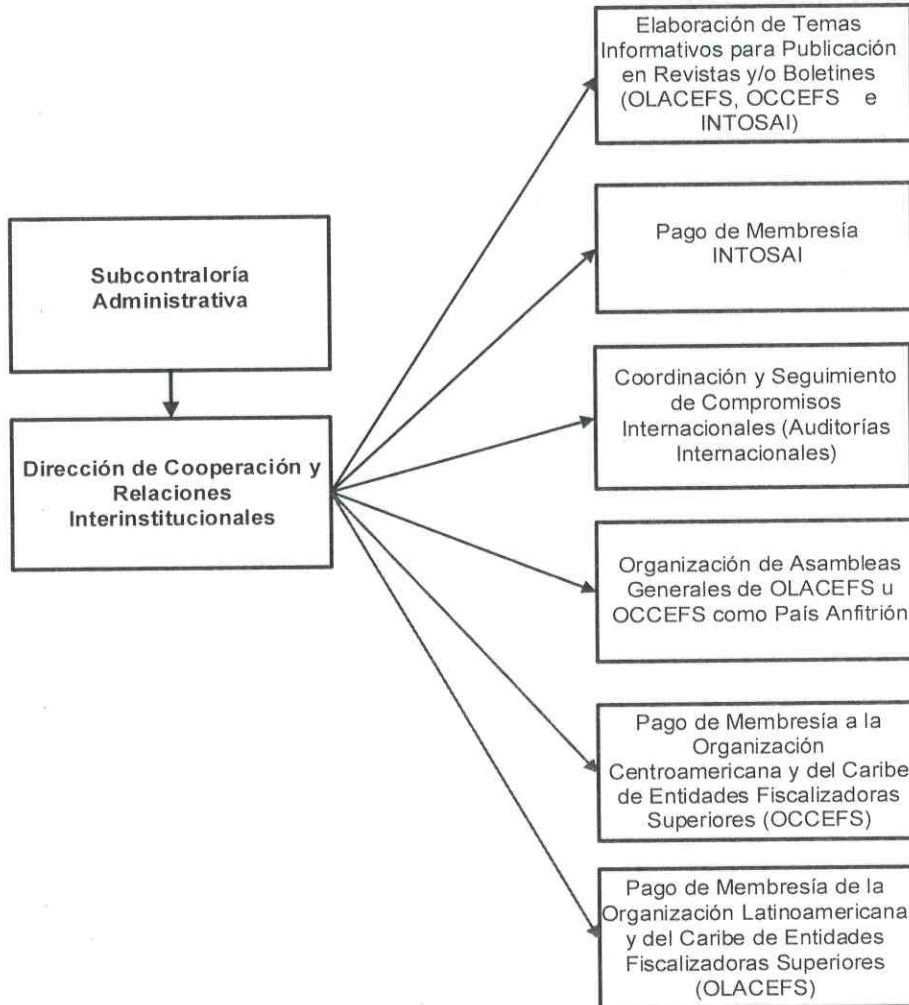 Elaboración de Temas
Informativos para Publicación
en Revistas y/o Boletines
(OLACEFS, OCCEFS e
INTOSAI)
Subcontraloría
Administrativa
Pago de Membresía
INTOSAI
Coordinación y Seguimiento
de Compromisos
Internacionales (Auditorías
Internacionales)
Dirección de Cooperación y
Relaciones
Interinstitucionales
Organización de Asambleas
Generales de OLACEFS u
OCCEFS como País Anfitrión
Pago de Membresía a la
Organización
Centroamericana y del Caribe
de Entidades Fiscalizadoras
Superiores (OCCEFS)
Pago de Membresía de la
Organización Latinoamericana
y del Caribe de Entidades
Fiscalizadoras Superiores
(OLACEFS)